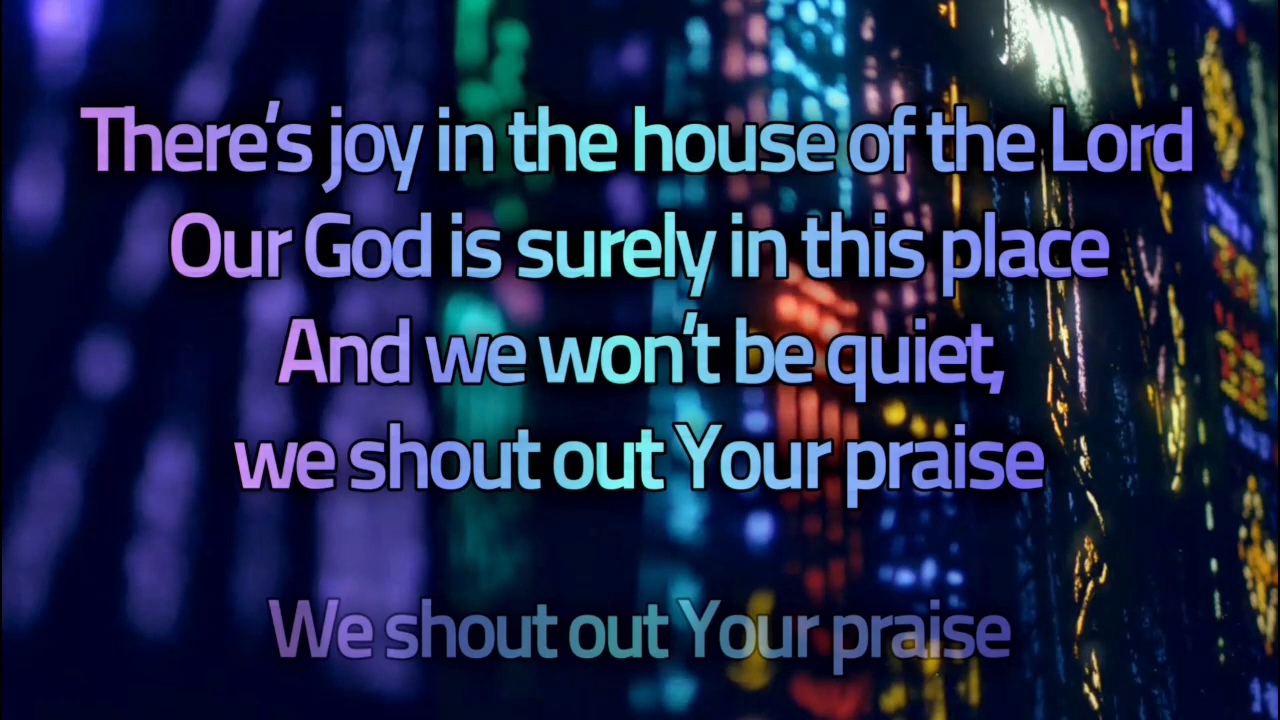 There's joy in the house of the Lord
Our God is surely in this place
And we won't be quiet,
we shout out Your praise
We shout out Your praise